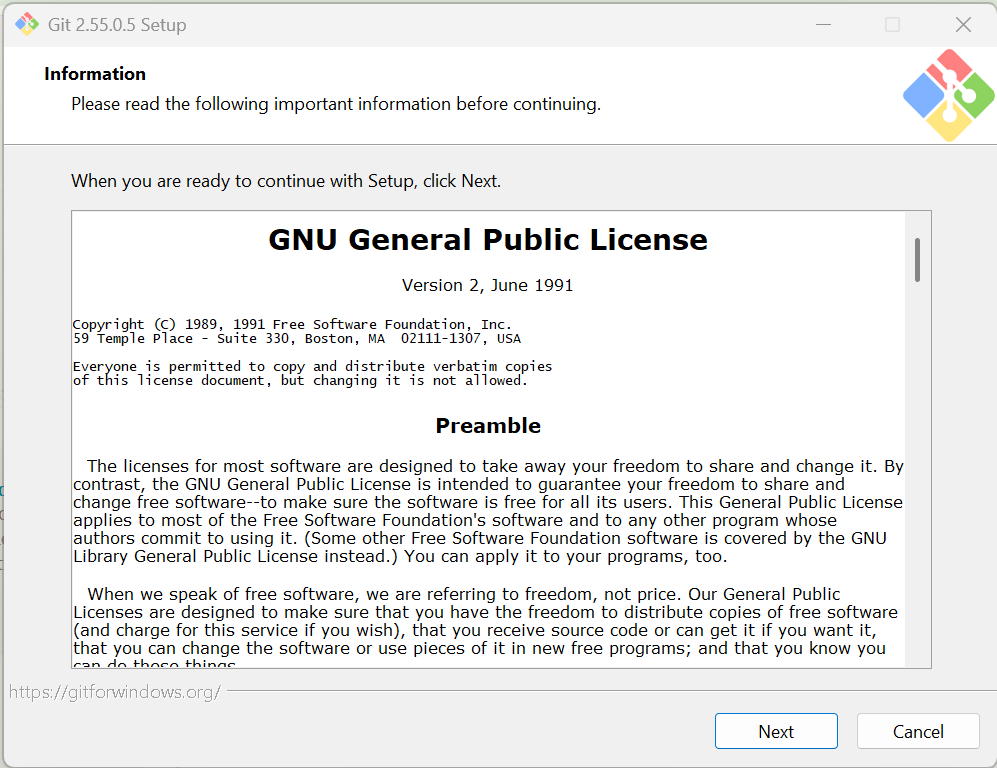 Git 2.55.0.5 Setup
Information
Please read the following important information before continuing.
When you are ready to continue with Setup, click Next.
GNU General Public License
Version 2, June 1991
Copyright (C) 1989, 1991 Free Software Foundation, Inc.
59 Temple Place - Suite 330, Boston, MA  02111-1307, USA
Everyone is permitted to copy and distribute verbatim copies
of this license document, but changing it is not allowed.
Preamble
The licenses for most software are designed to take away your freedom to share and change it. By
contrast, the GNU General Public License is intended to guarantee your freedom to share and
change free software--to make sure the software is free for all its users. This General Public License
applies to most of the Free Software Foundation's software and to any other program whose
authors commit to using it. (Some other Free Software Foundation software is covered by the GNU
Library General Public License instead.) You can apply it to your programs, too.
When we speak of free software, we are referring to freedom, not price. Our General Public
Licenses are designed to make sure that you have the freedom to distribute copies of free software
(and charge for this service if you wish), that you receive source code or can get it if you want it,
that you can change the software or use pieces of it in new free programs; and that you know you
can do these things.
https://gitforwindows.org/
Next
Cancel